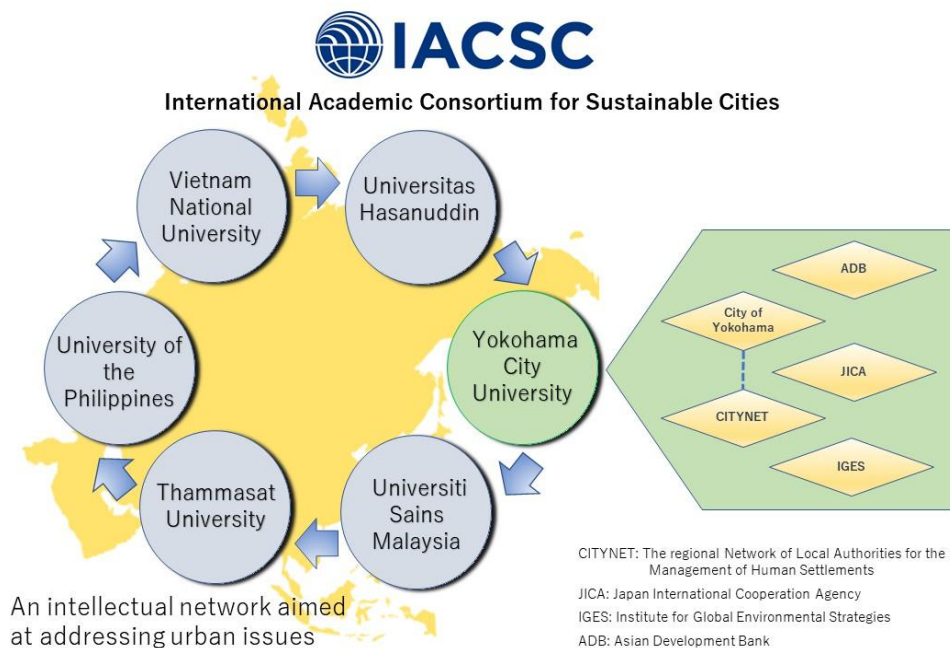 IACSC
International Academic Consortium for Sustainable Cities
Vietnam
National
University
Universitas
Hasanuddin
University of
the
Philippines
Yokohama
City
University
Thammasat
University
Universiti
Sains
Malaysia
ADB
City of
Yokohama
JICA
CITYNET
IGES
An intellectual network aimed
at addressing urban issues
CITYNET: The regional Network of Local Authorities for the
Management of Human Settlements
JICA: Japan International Cooperation Agency
IGES: Institute for Global Environmental Strategies
ADB: Asian Development Bank